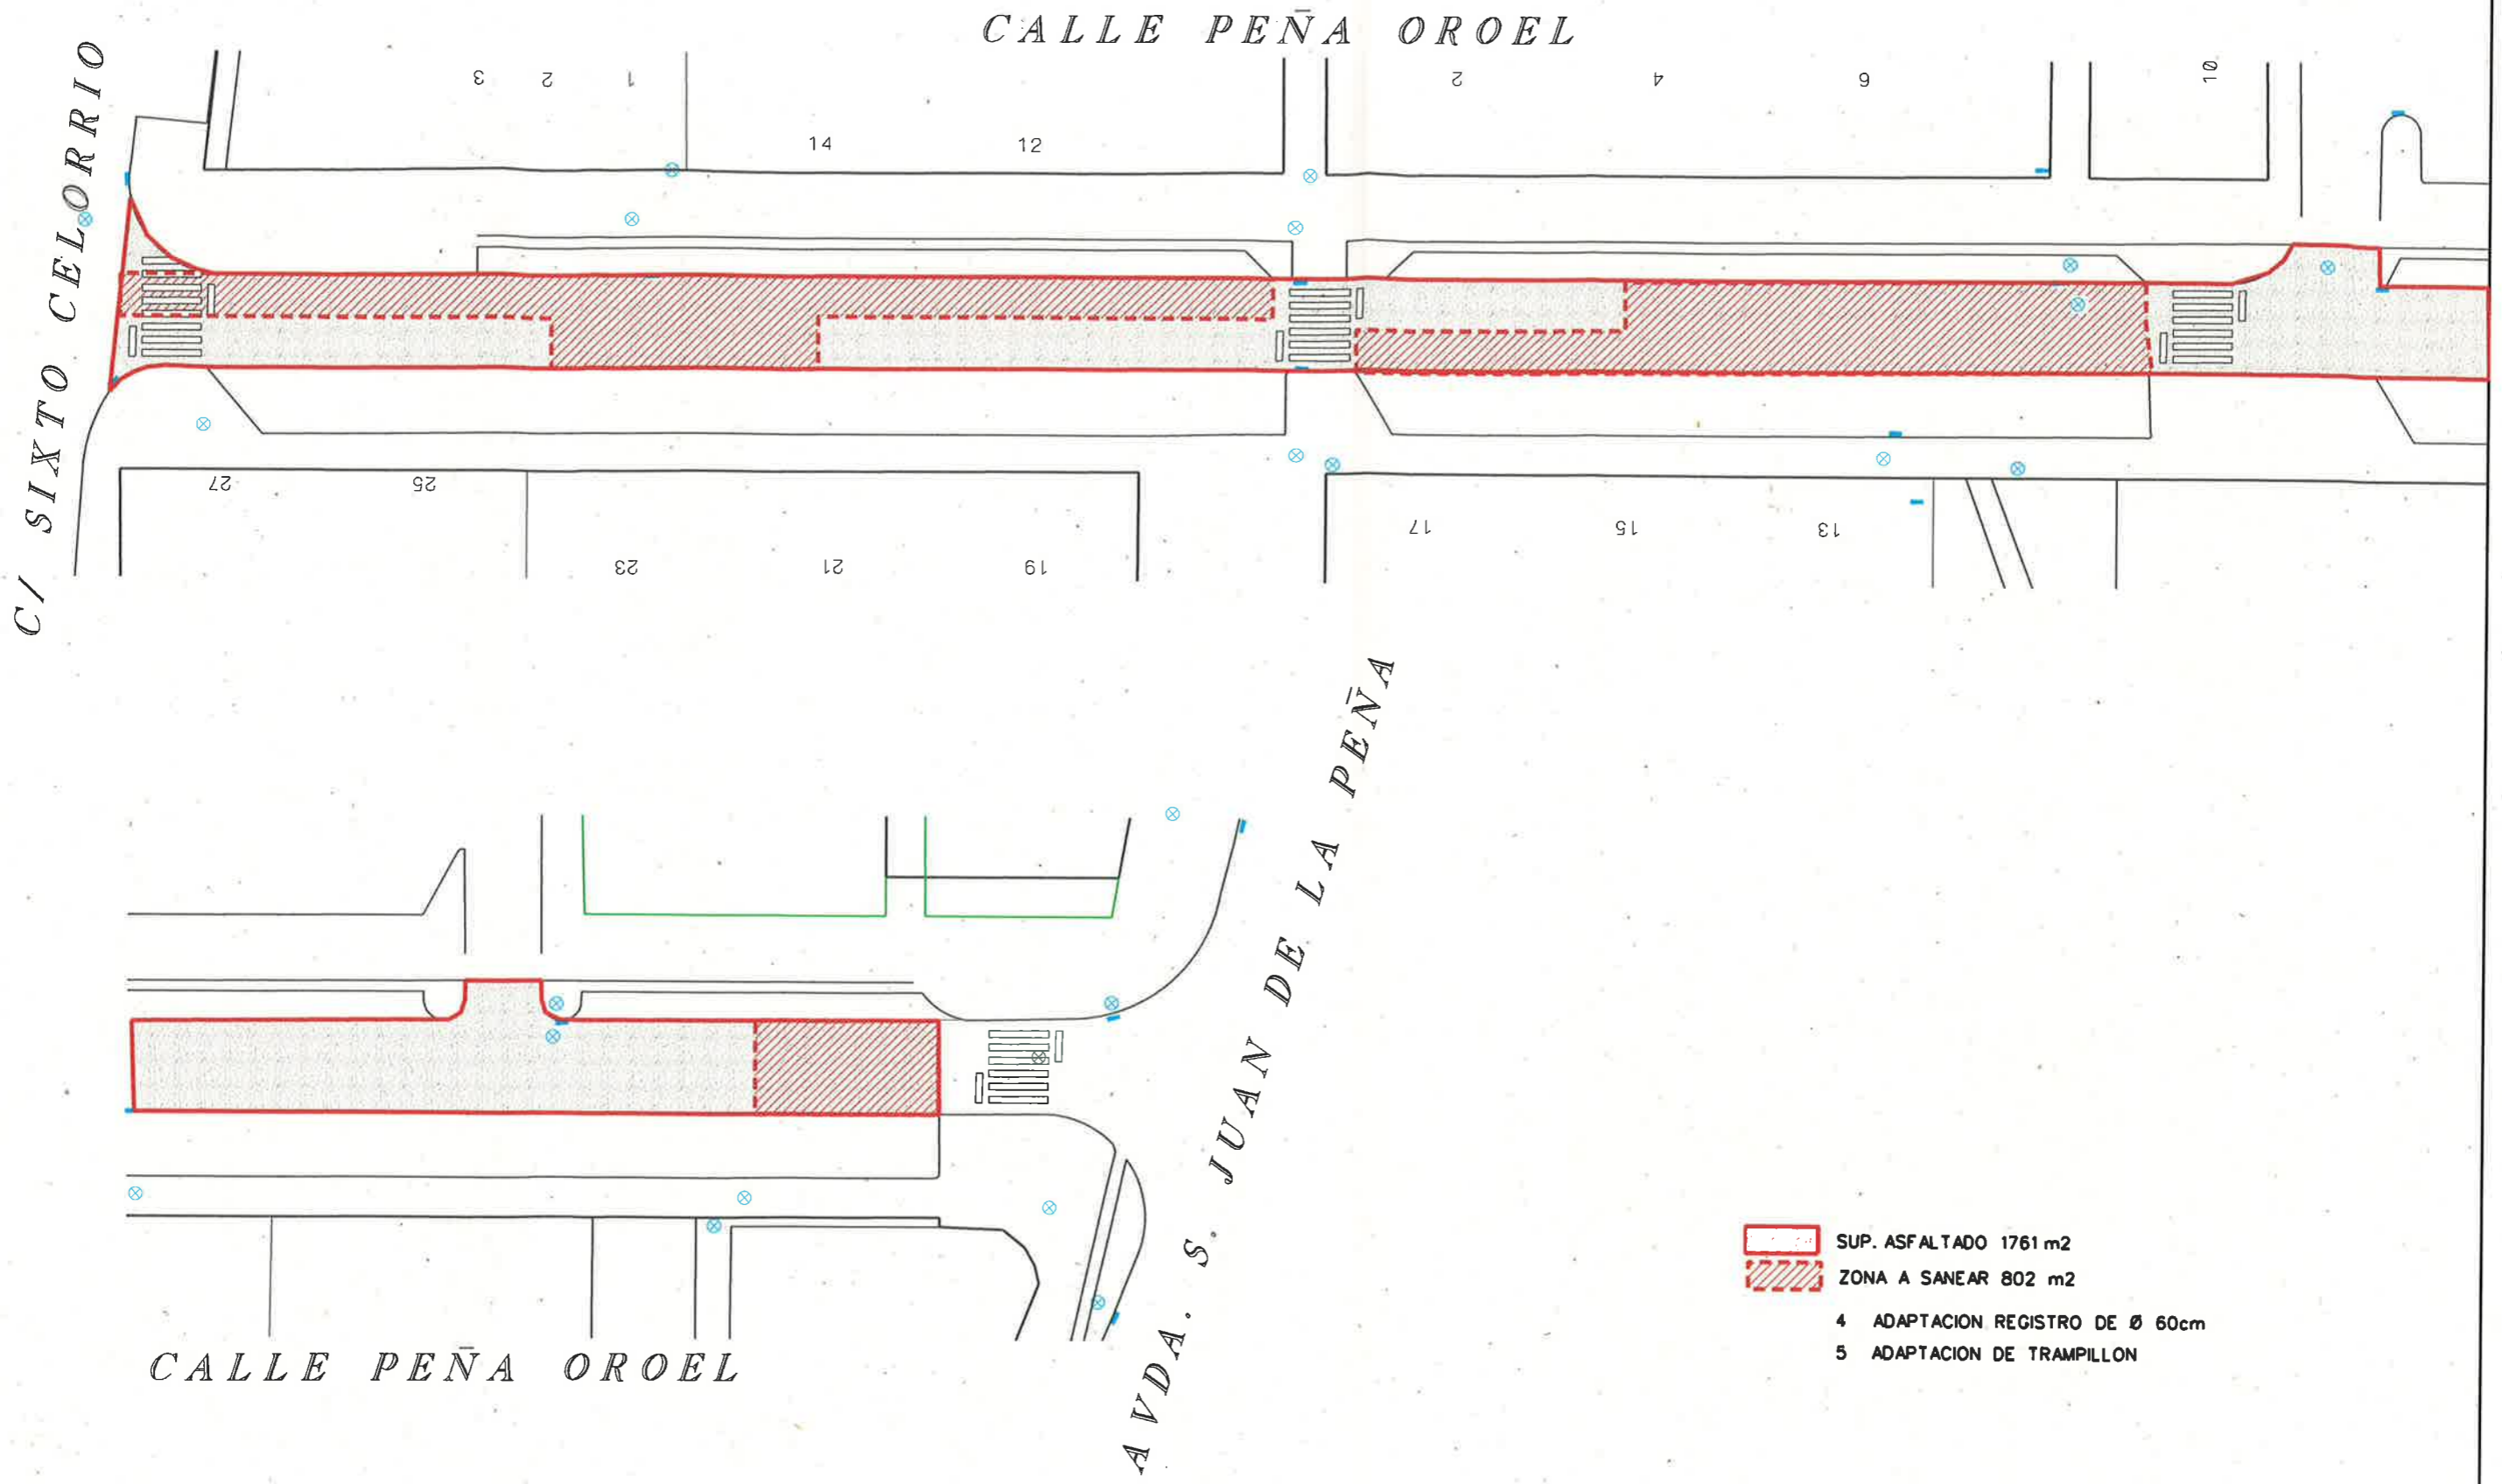 CALLE PEÑA OROEL
C/ SIXTO CELORRIO
3 2 1
14 12
2 4 6 10
27 25
23 21 19
17 15 13
AVDA. S. JUAN DE LA PEÑA
SUP. ASFALTADO 1761 m2
ZONA A SANEAR 802 m2
4 ADAPTACION REGISTRO DE Ø 60cm
5 ADAPTACION DE TRAMPILLON
CALLE PEÑA OROEL